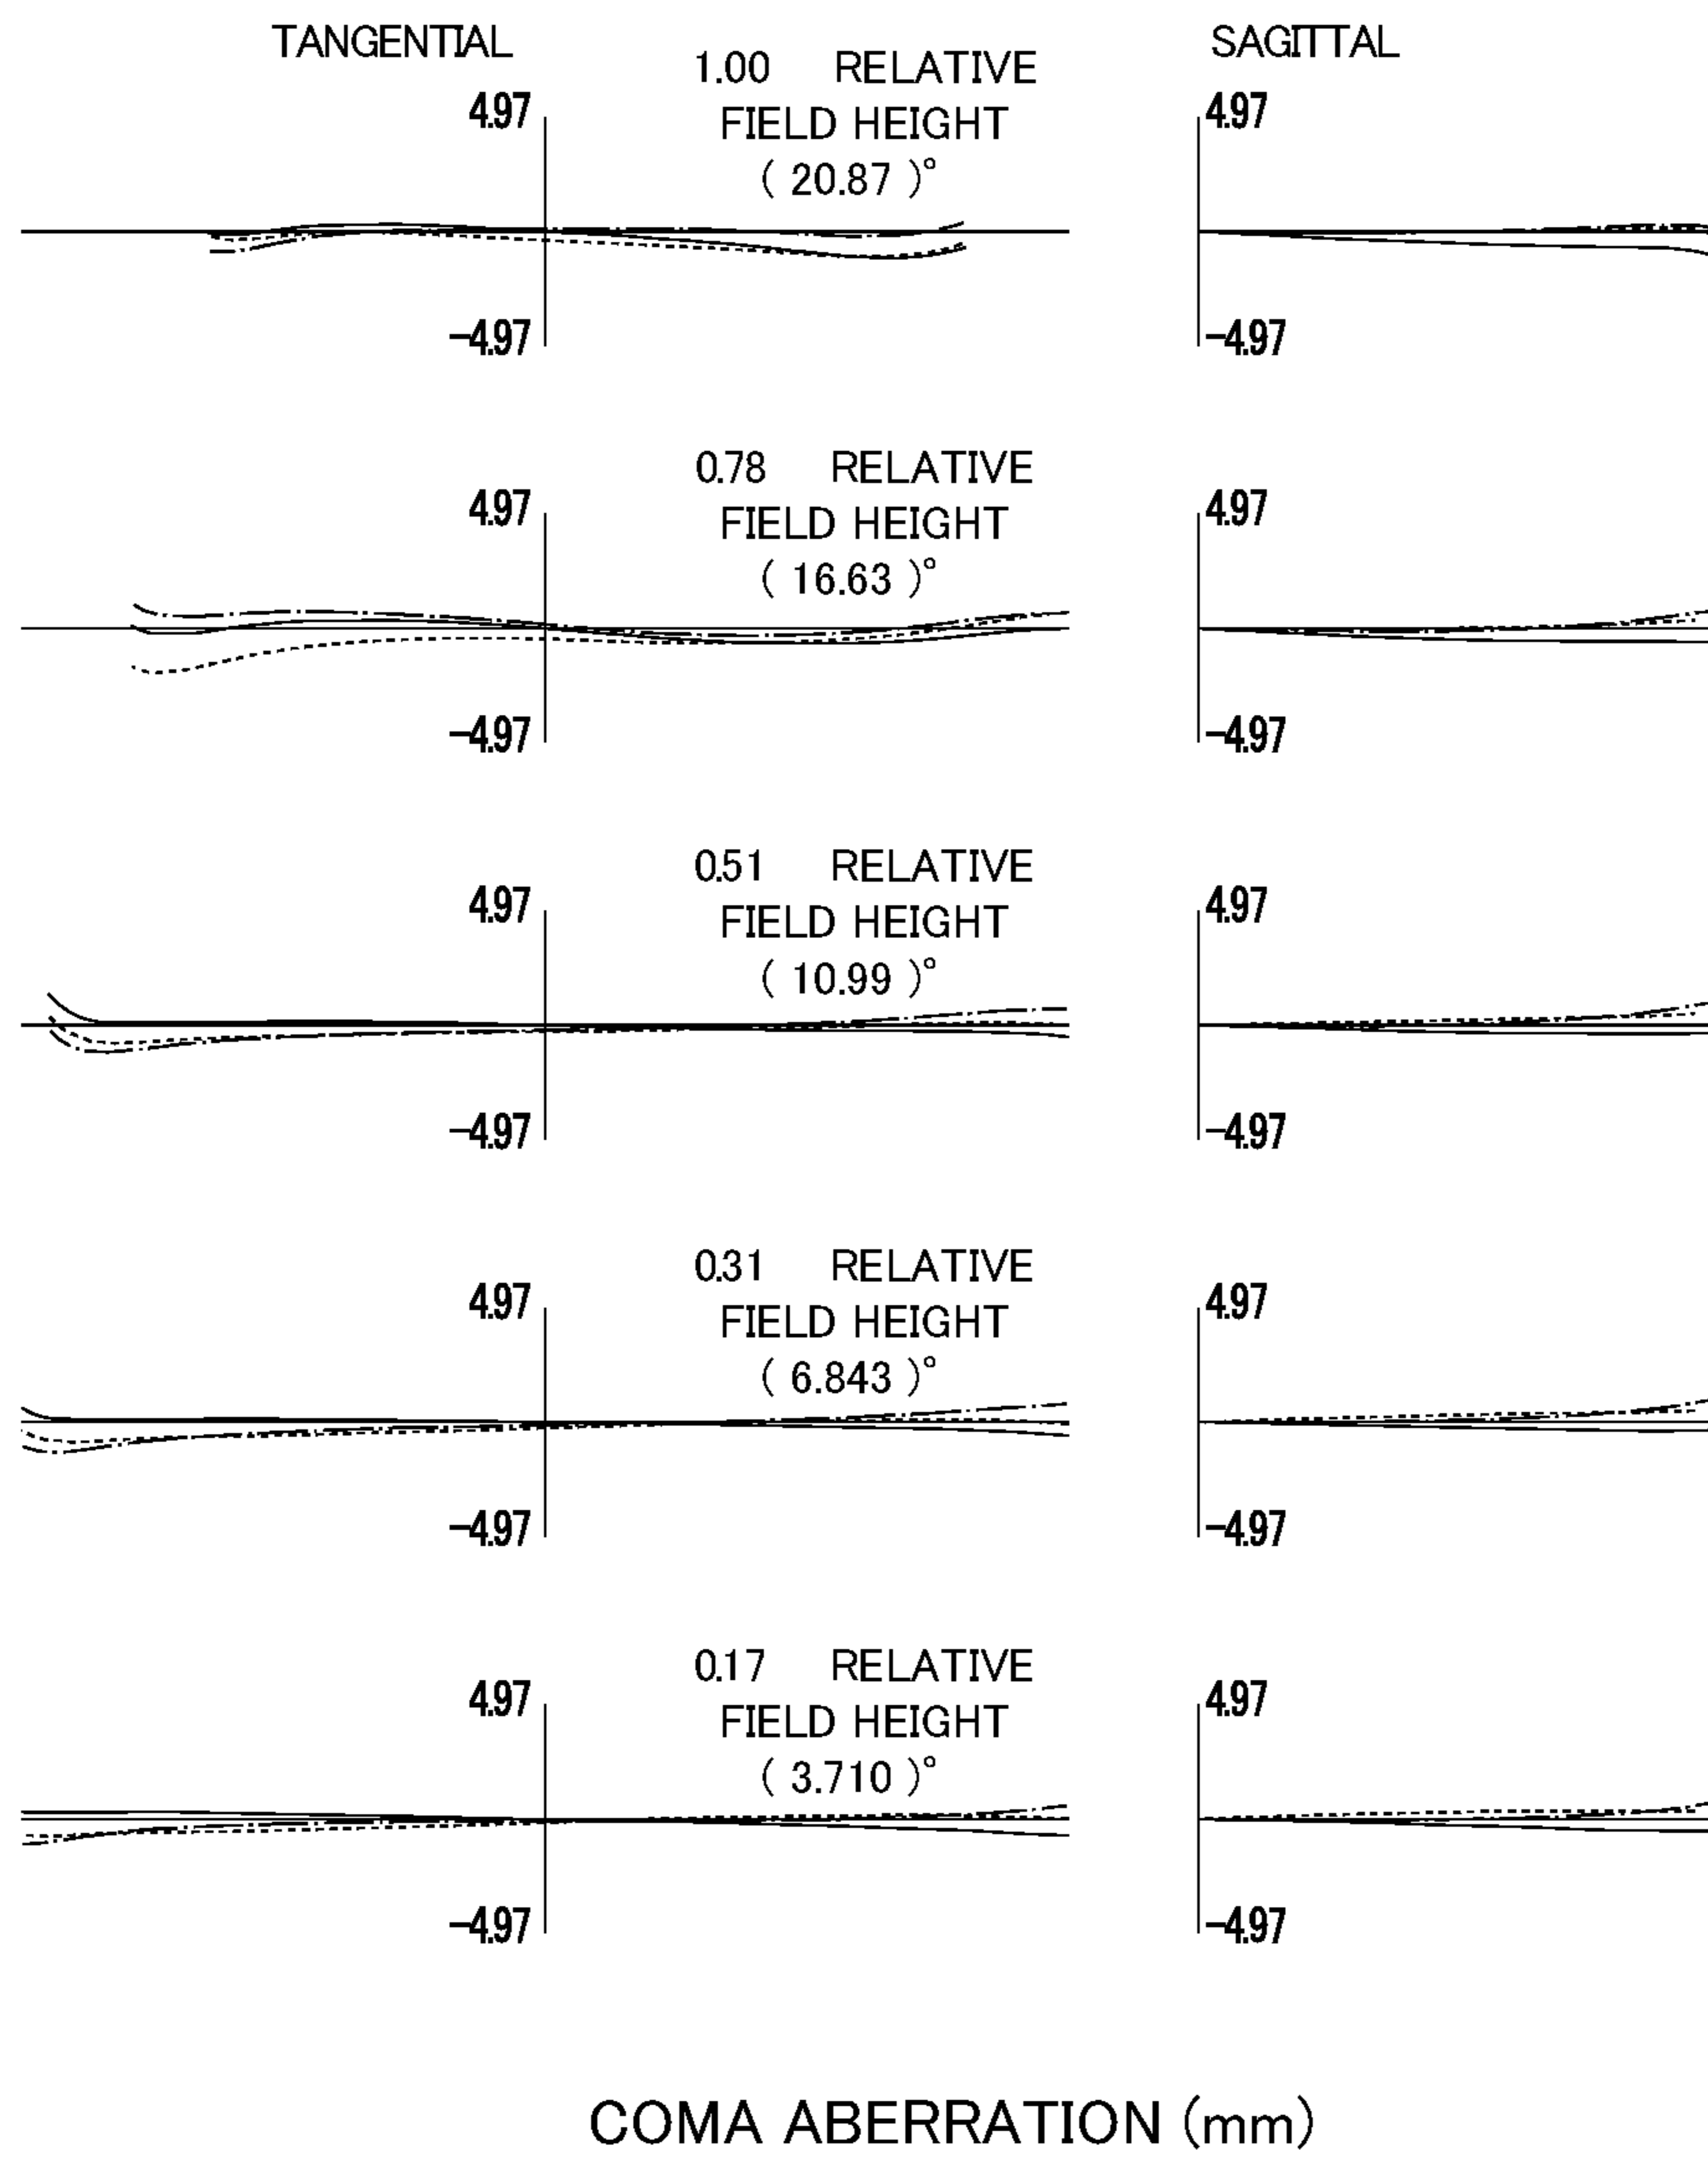 TANGENTIAL
SAGITTAL
1.00 RELATIVE
FIELD HEIGHT
( 20.87 )°
4.97
4.97
-4.97
-4.97
0.78 RELATIVE
FIELD HEIGHT
( 16.63 )°
4.97
4.97
-4.97
-4.97
0.51 RELATIVE
FIELD HEIGHT
( 10.99 )°
4.97
4.97
-4.97
-4.97
0.31 RELATIVE
FIELD HEIGHT
( 6.843 )°
4.97
4.97
-4.97
-4.97
0.17 RELATIVE
FIELD HEIGHT
( 3.710 )°
4.97
4.97
-4.97
-4.97
COMA ABERRATION (mm)